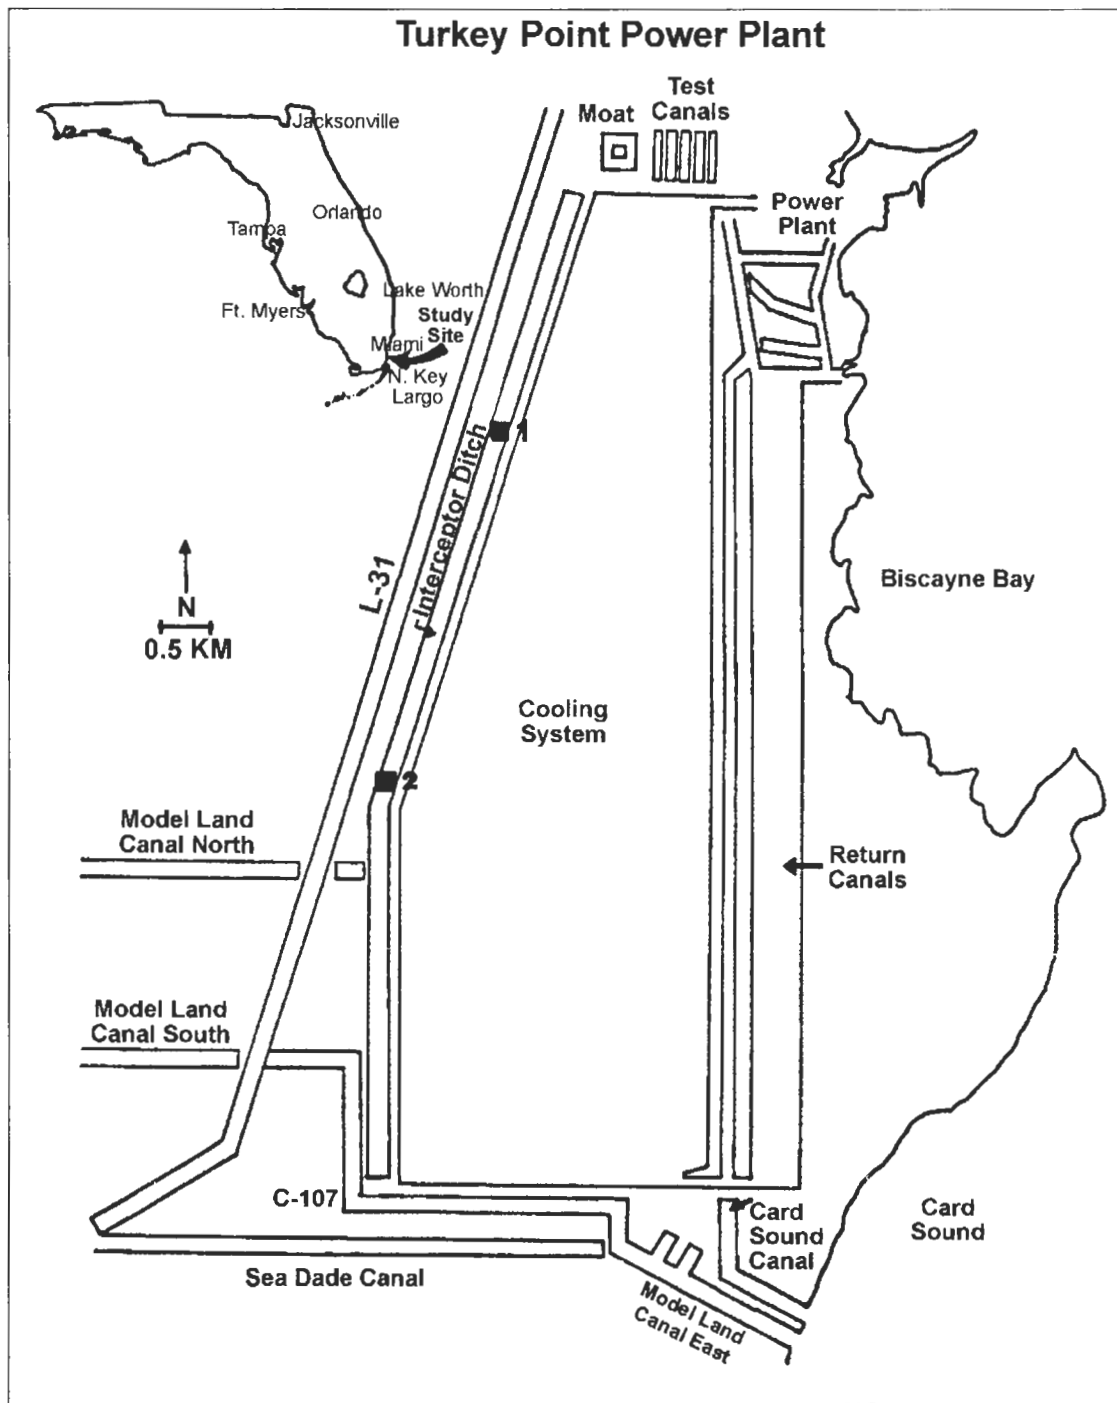 Turkey Point Power Plant
Test
Canals
Moat
Jacksonville
Orlando
Tampa
Lake Worth
Ft. Myers
Study
Site
Miami
N. Key
Largo
Power
Plant
1
Interceptor Ditch
L-31
N
0.5 KM
Biscayne Bay
Cooling
System
2
Model Land
Canal North
Return
Canals
Model Land
Canal South
C-107
Card
Sound
Canal
Card
Sound
Sea Dade Canal
Model Land
Canal East